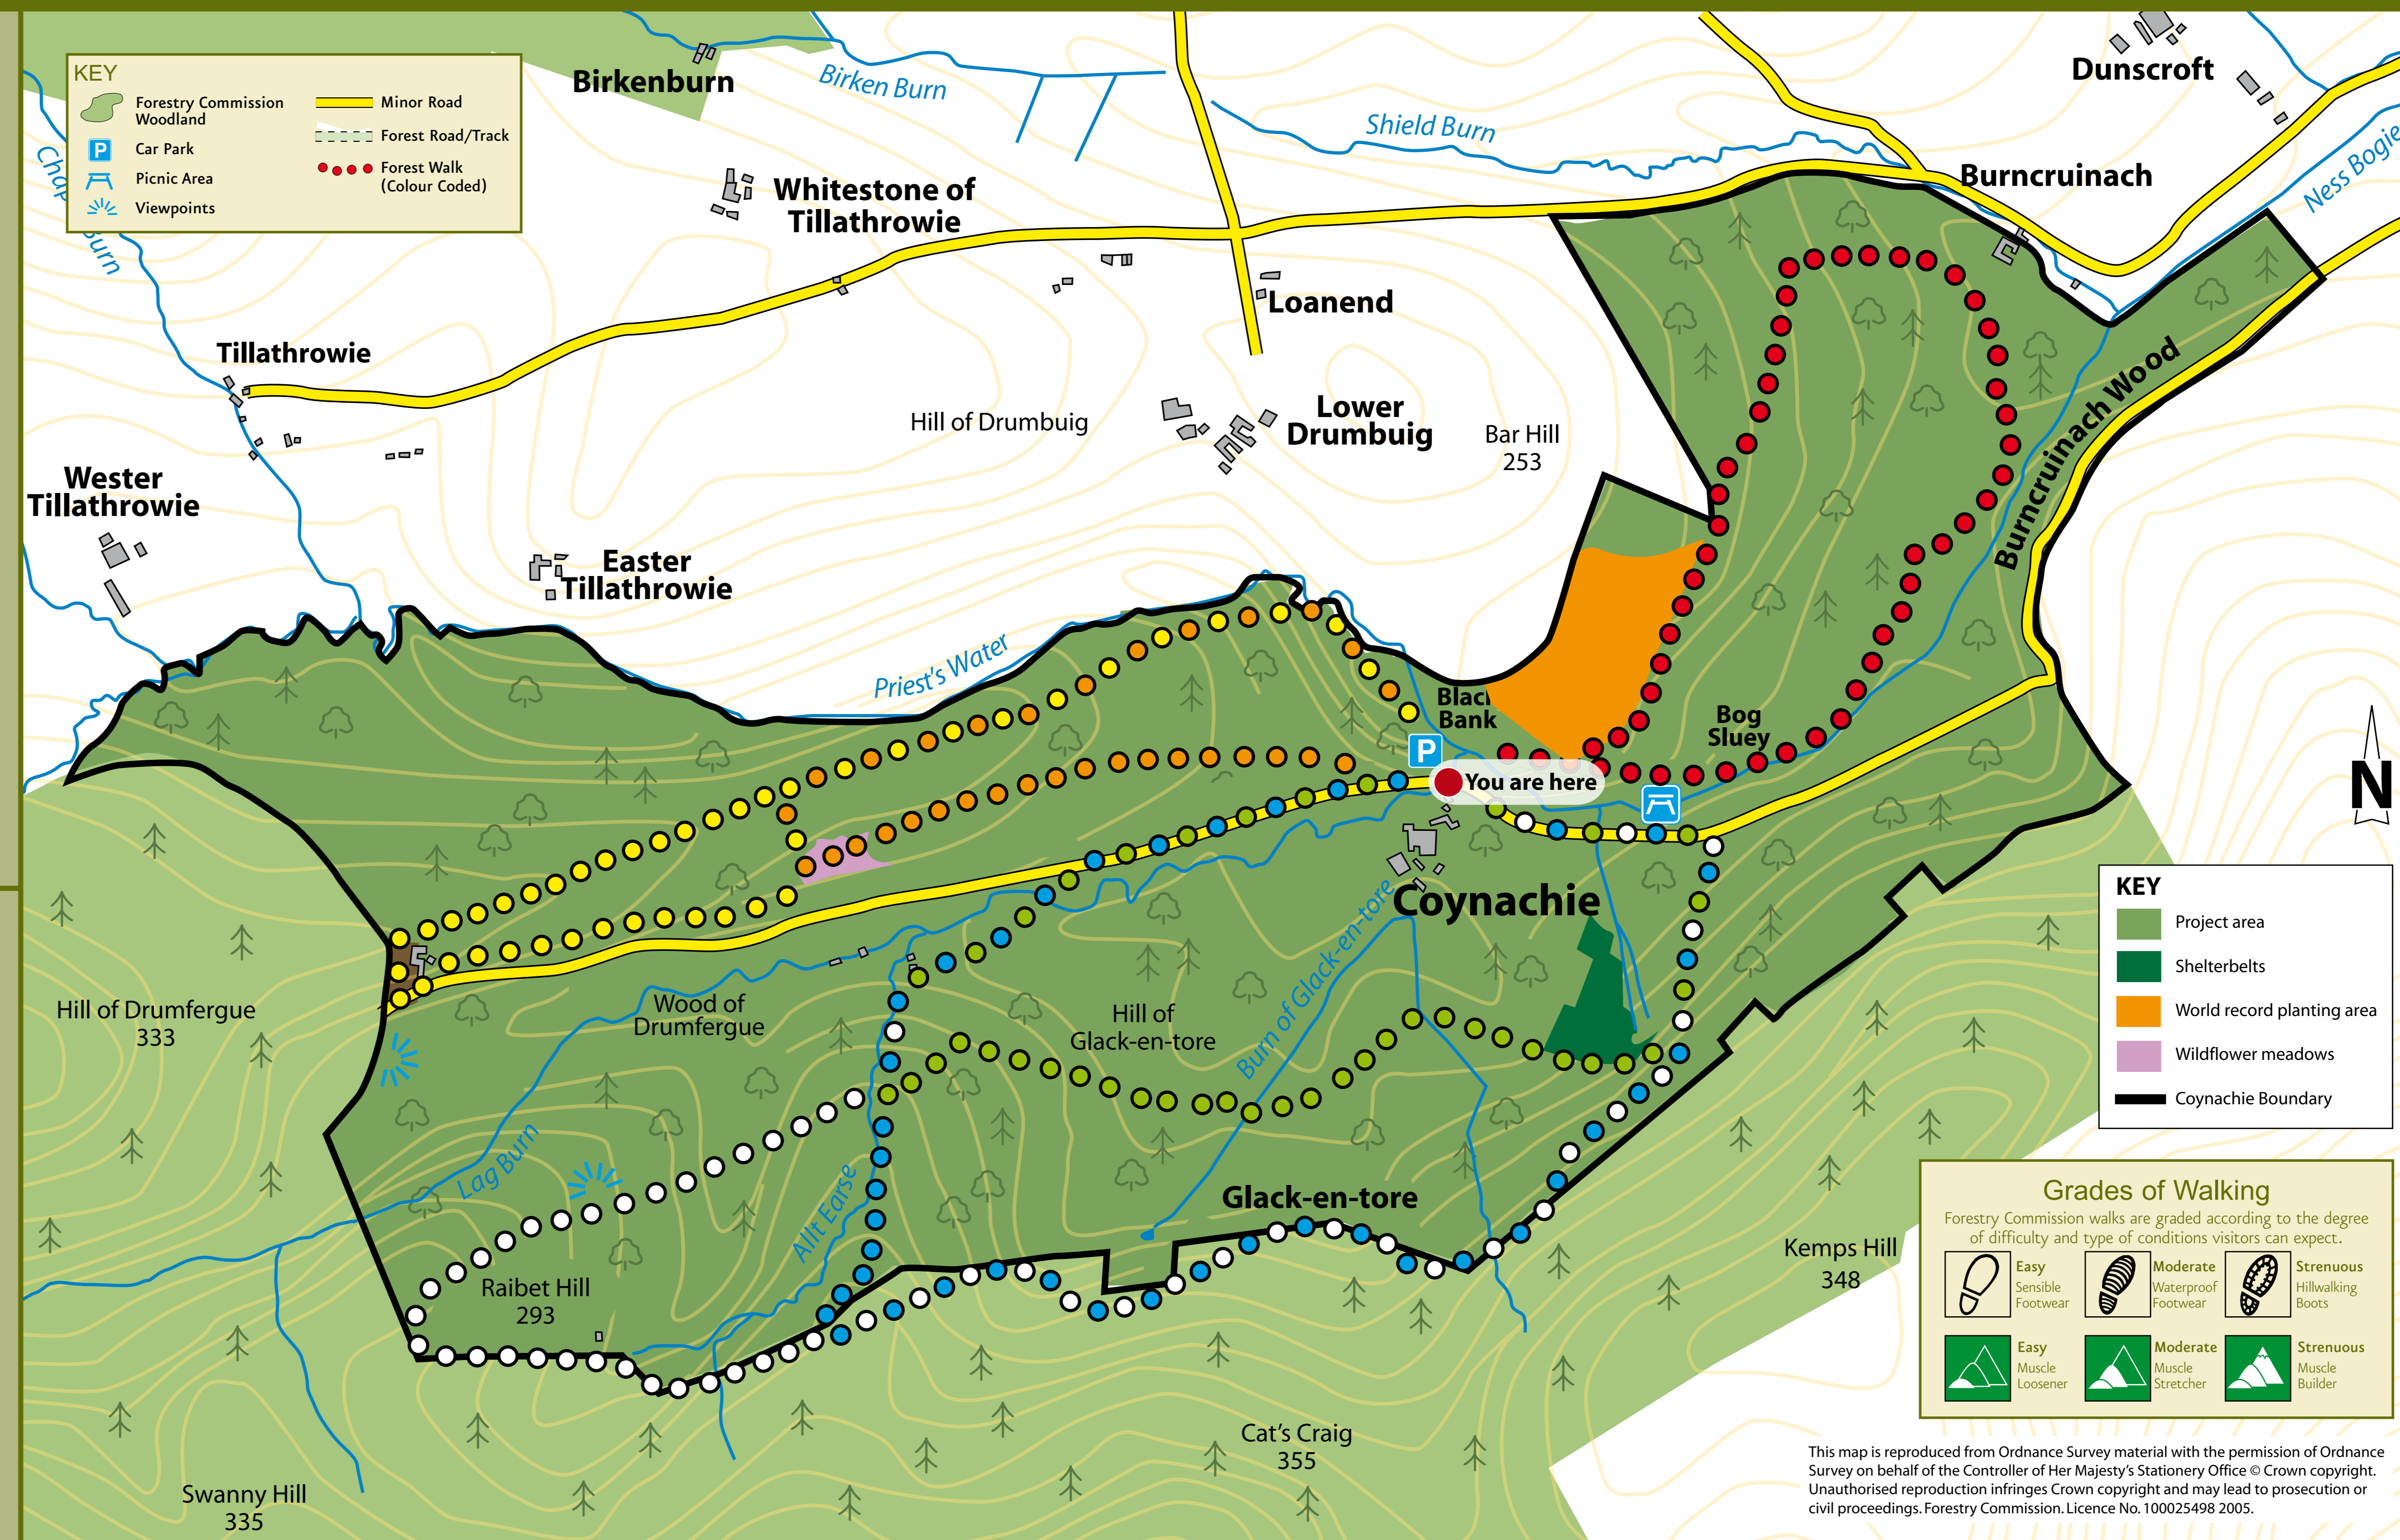 KEY
Forestry Commission
Woodland
Car Park
Picnic Area
Viewpoints
Minor Road
Forest Road/Track
Forest Walk
(Colour Coded)
Birkenburn
Birken Burn
Shield Burn
Dunscroft
Ness Bogie
Burncruinach
Whitestone of
Tillathrowie
Loanend
Tillathrowie
Hill of Drumbuig
Lower
Drumbuig
Bar Hill
253
Burncruinach Wood
Wester
Tillathrowie
Easter
Tillathrowie
Priest's Water
Bank
Bog
Sluey
P
You are here
N
Coynachie
Hill of Drumfergue
333
Wood of
Drumfergue
Hill of
Glack-en-tore
Burn of Glack-en-tore
Lag Burn
Allt Earse
Glack-en-tore
Raibet Hill
293
Kemps Hill
348
Cat's Craig
355
Swanny Hill
335
KEY
Project area
Shelterbelts
World record planting area
Wildflower meadows
Coynachie Boundary
Grades of Walking
Forestry Commission walks are graded according to the degree
of difficulty and type of conditions visitors can expect.
Easy
Sensible
Footwear
Moderate
Waterproof
Footwear
Strenuous
Hillwalking
Boots
Easy
Muscle
Loosener
Moderate
Muscle
Stretcher
Strenuous
Muscle
Builder
This map is reproduced from Ordnance Survey material with the permission of Ordnance
Survey on behalf of the Controller of Her Majesty's Stationery Office © Crown copyright.
Unauthorised reproduction infringes Crown copyright and may lead to prosecution or
civil proceedings. Forestry Commission. Licence No. 100025498 2005.